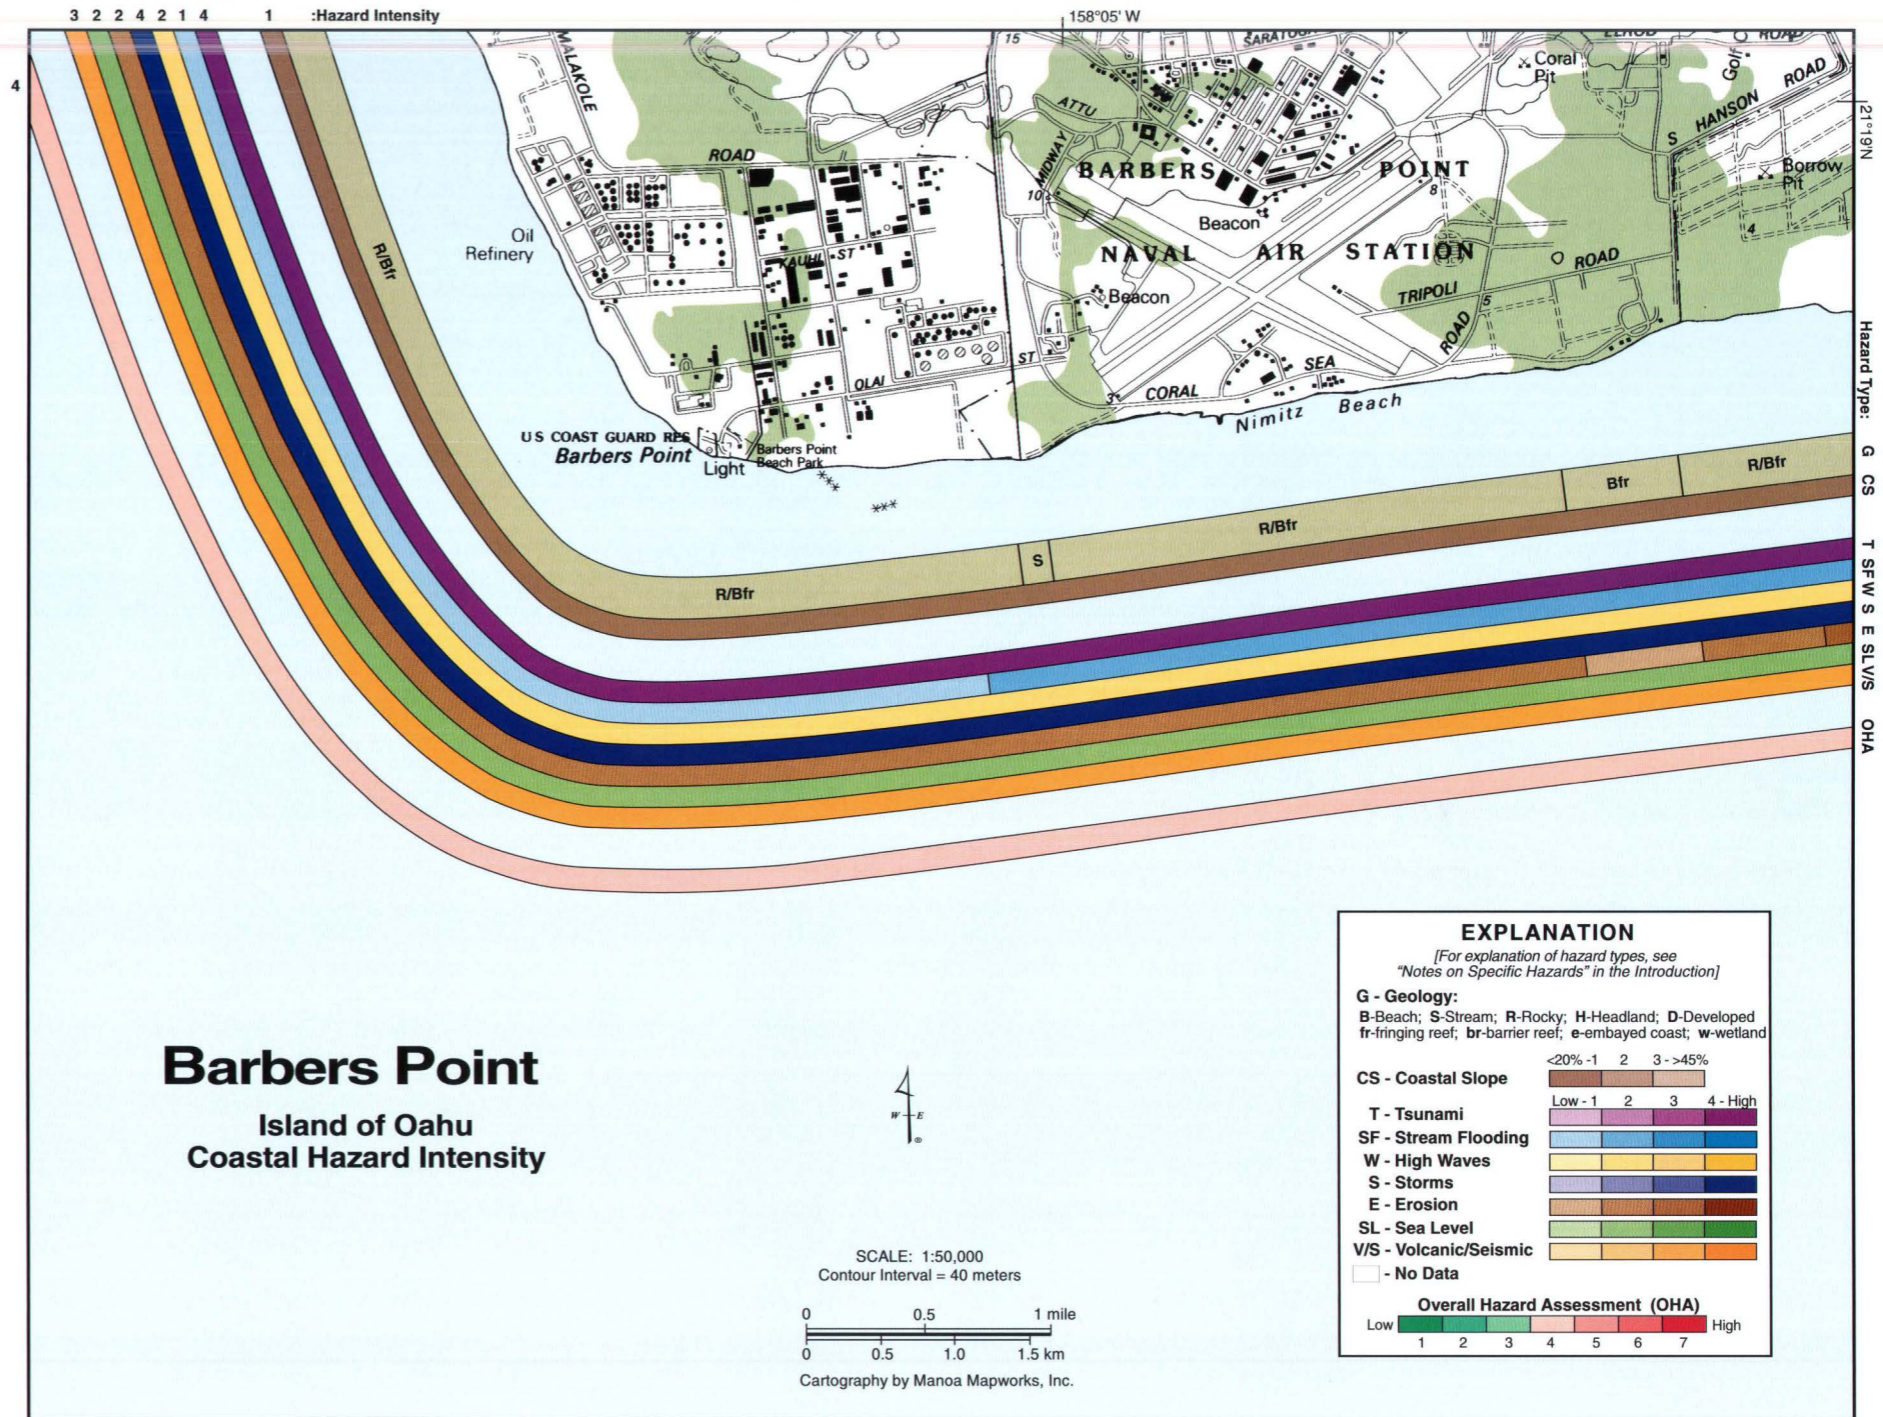 3 2 2 4 2 1 4 1 :Hazard Intensity
158°05' W
4
15
MALAKOLE
SARATOGA
ELROD
ROAD
Coral
Pit
Golf
HANSON ROAD
21°19'N
ATTU
MIDWAY
ROAD
S
BARBERS POINT
Borrow
Pit
10
8
Beacon
4
Oil
Refinery
R/Bfr
NAVAL AIR STATION
KAUHI ST
ROAD
Beacon
TRIPOLI
5
ROAD
Hazard Type:
ST
SEA
OLAI
CORAL
3
Nimitz Beach
US COAST GUARD RES
Barbers Point
Light
Barbers Point
Beach Park
G
CS
R/Bfr
Bfr
R/Bfr
S
R/Bfr
T
SF
W
S
E
SL
V/S
OHA
EXPLANATION
[For explanation of hazard types, see
“Notes on Specific Hazards” in the Introduction]
G - Geology:
B-Beach; S-Stream; R-Rocky; H-Headland; D-Developed
fr-fringing reef; br-barrier reef; e-embayed coast; w-wetland
<20% -1 2 3 - >45%
CS - Coastal Slope
Low - 1 2 3 4 - High
T - Tsunami
SF - Stream Flooding
W - High Waves
S - Storms
E - Erosion
SL - Sea Level
V/S - Volcanic/Seismic
- No Data
Overall Hazard Assessment (OHA)
Low High
1 2 3 4 5 6 7
Barbers Point
Island of Oahu
Coastal Hazard Intensity
W E
SCALE: 1:50,000
Contour Interval = 40 meters
0 0.5 1 mile
0 0.5 1.0 1.5 km
Cartography by Manoa Mapworks, Inc.